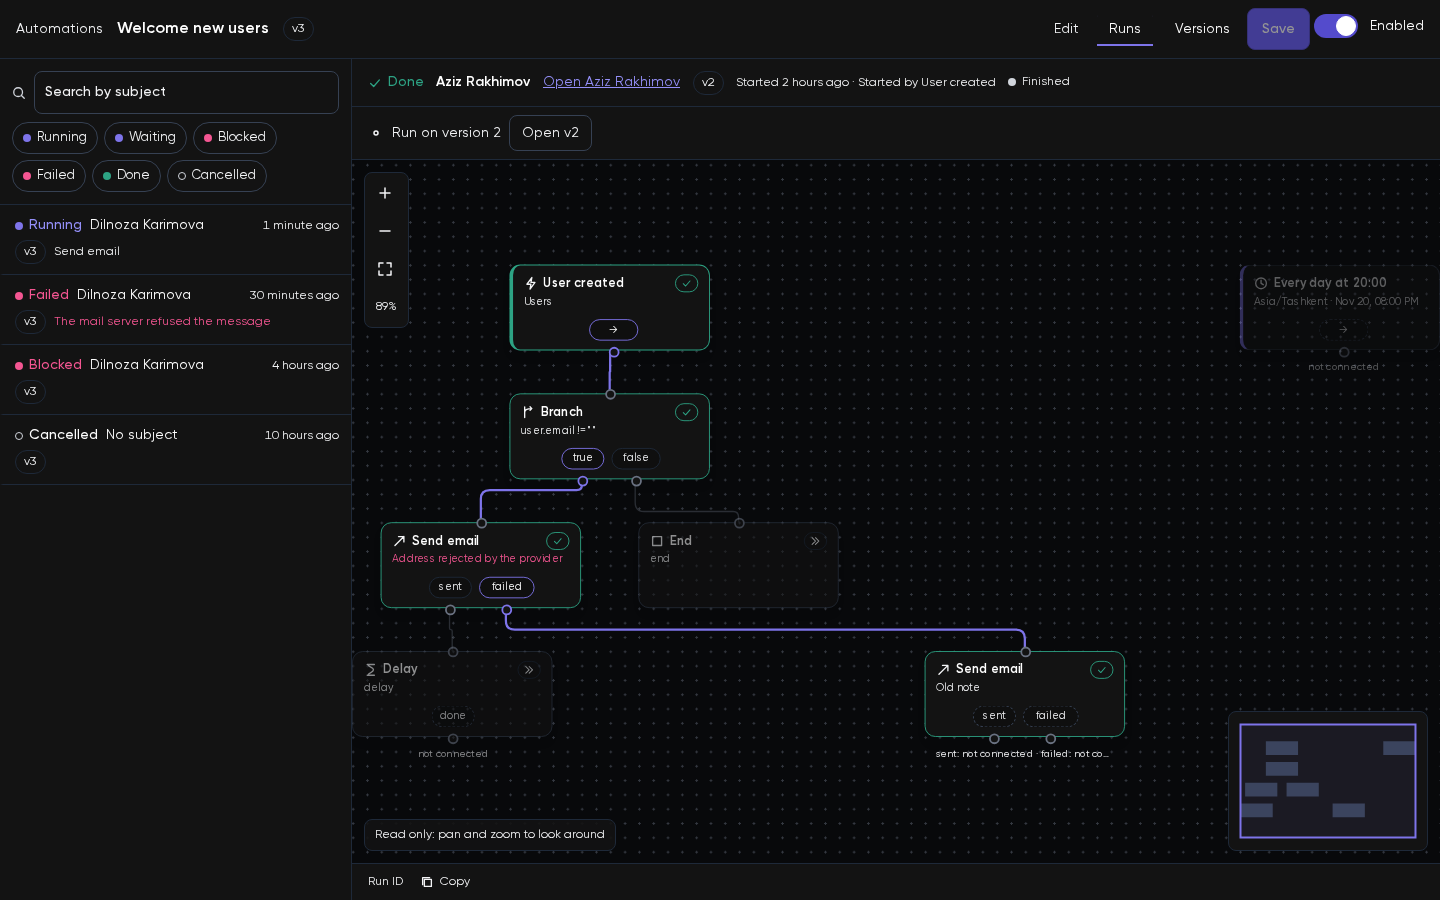 Automations Welcome new users v3 Edit Runs Versions Save Enabled
Search by subject
Running Waiting Blocked
Failed Done Cancelled
Running Dilnoza Karimova 1 minute ago
v3 Send email
Failed Dilnoza Karimova 30 minutes ago
v3 The mail server refused the message
Blocked Dilnoza Karimova 4 hours ago
v3
Cancelled No subject 10 hours ago
v3
Done Aziz Rakhimov Open Aziz Rakhimov v2 Started 2 hours ago · Started by User created Finished
Run on version 2 Open v2
89%
User created
Users
Every day at 20:00
Asia/Tashkent · Nov 20, 08:00 PM
not connected
Branch
user.email != ""
true false
Send email
Address rejected by the provider
sent failed
End
end
Delay
delay
done
not connected
Send email
Old note
sent failed
sent: not connected · failed: not co...
Read only: pan and zoom to look around
Run ID Copy